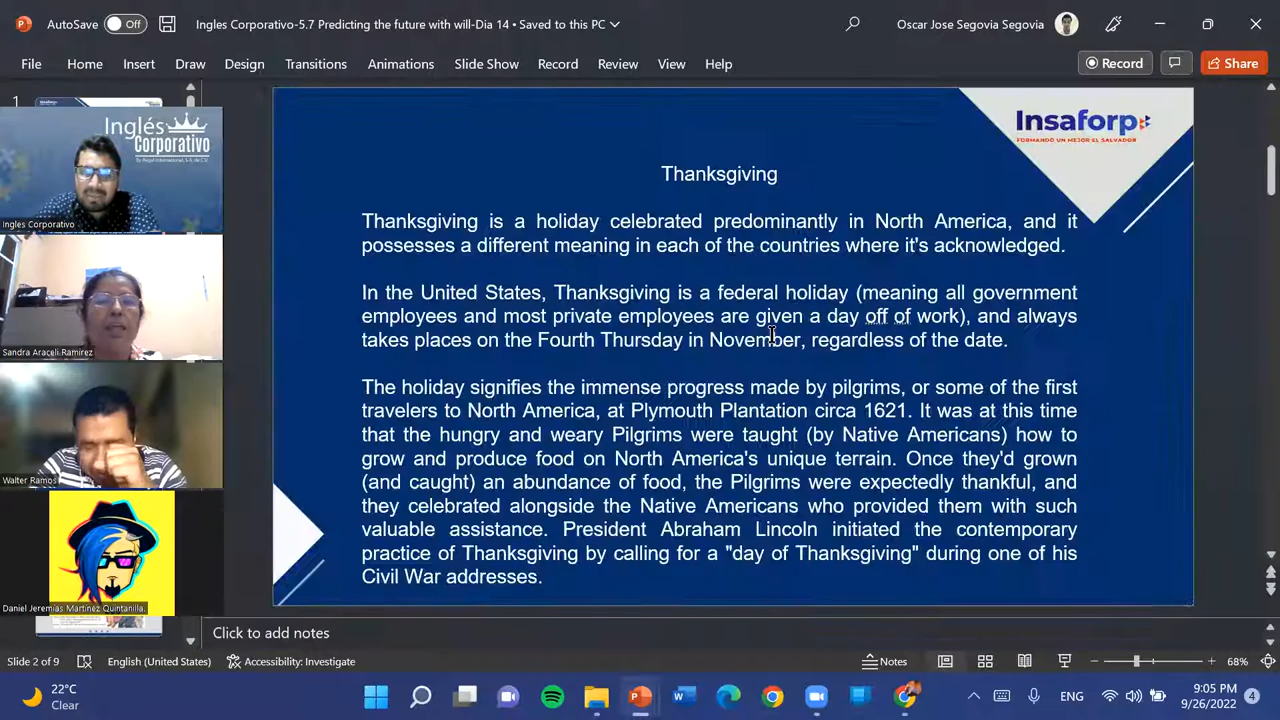 AutoSave Off Ingles Corporativo-5.7 Predicting the future with will-Dia 14 • Saved to this PC Oscar Jose Segovia Segovia
File Home Insert Draw Design Transitions Animations Slide Show Record Review View Help Record Share
1
Inglés
Corporativo
by Regal International, S.A. de C.V.
Ingles Corporativo
Sandra Araceli Ramirez
Walter Ramos
Daniel Jeremias Martinez Quintanilla.
Insaforp
FORMANDO UN MEJOR EL SALVADOR
Thanksgiving
Thanksgiving is a holiday celebrated predominantly in North America, and it
possesses a different meaning in each of the countries where it's acknowledged.
In the United States, Thanksgiving is a federal holiday (meaning all government
employees and most private employees are given a day off of work), and always
takes places on the Fourth Thursday in November, regardless of the date.
The holiday signifies the immense progress made by pilgrims, or some of the first
travelers to North America, at Plymouth Plantation circa 1621. It was at this time
that the hungry and weary Pilgrims were taught (by Native Americans) how to
grow and produce food on North America's unique terrain. Once they'd grown
(and caught) an abundance of food, the Pilgrims were expectedly thankful, and
they celebrated alongside the Native Americans who provided them with such
valuable assistance. President Abraham Lincoln initiated the contemporary
practice of Thanksgiving by calling for a "day of Thanksgiving" during one of his
Civil War addresses.
Click to add notes
Slide 2 of 9 English (United States) Accessibility: Investigate Notes 68%
22°C
Clear
ENG
9:05 PM
9/26/2022
4